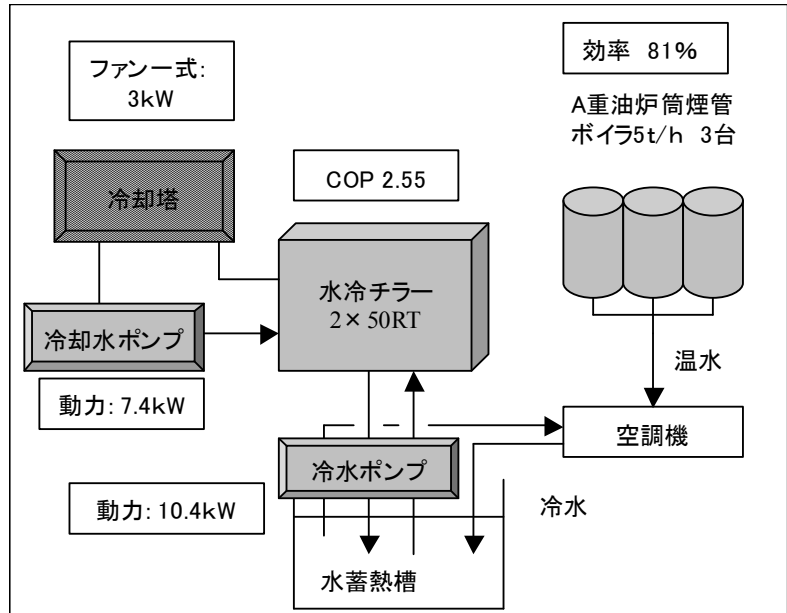 ファン一式:
3kW
効率 81%
A重油炉筒煙管
ボイラ5t/h 3台
COP 2.55
冷却塔
水冷チラー
2×50RT
冷却水ポンプ
温水
動力: 7.4kW
空調機
冷水ポンプ
動力: 10.4kW
冷水
水蓄熱槽